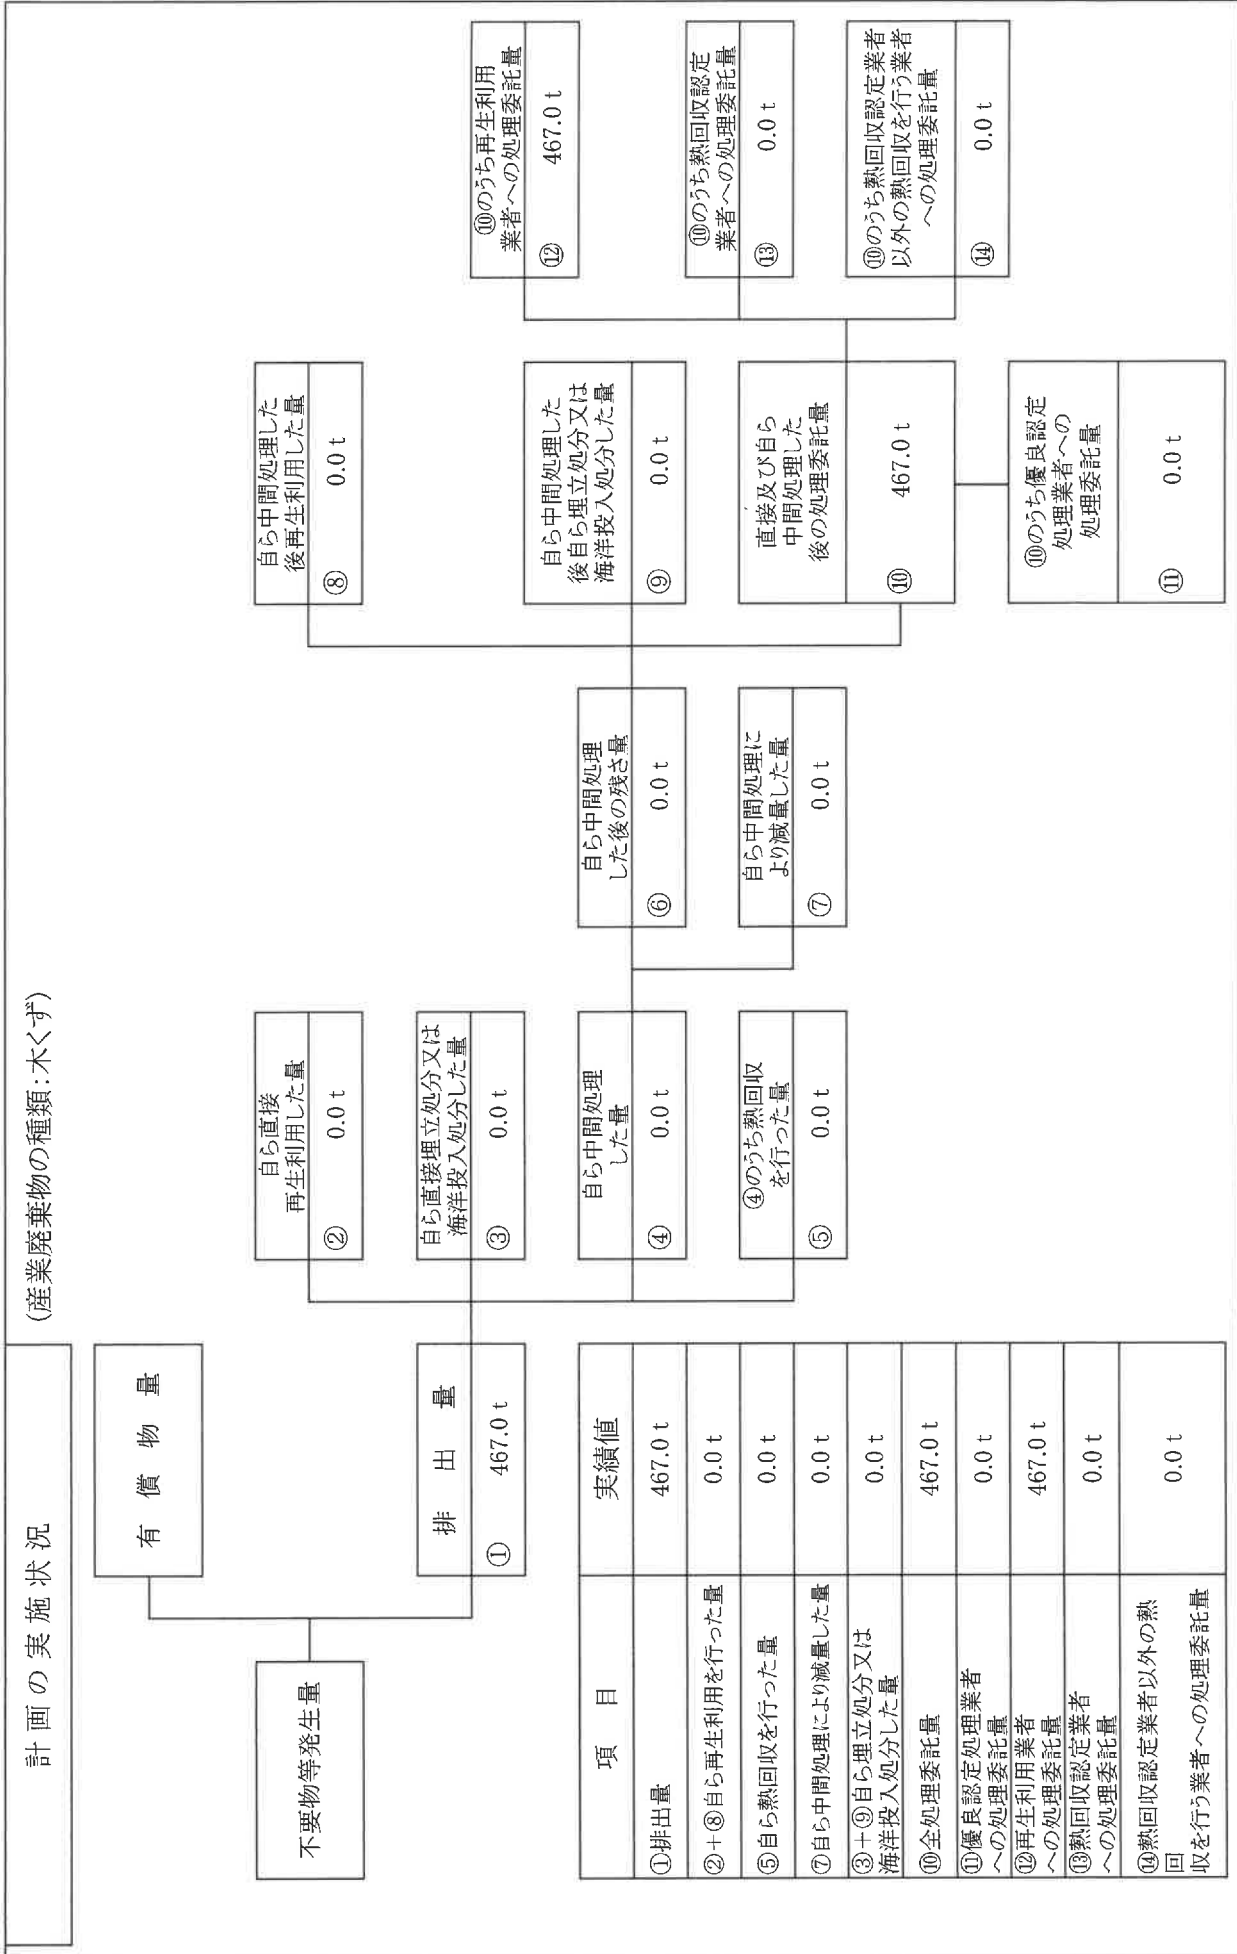 計画の実施状況
(産業廃棄物の種類:木くず)
不要物等発生量
有償物量
排出量
① 467.0 t
自ら直接
再生利用した量
② 0.0 t
自ら直接埋立処分又は
海洋投入処分した量
③ 0.0 t
自ら中間処理
した量
④ 0.0 t
④のうち熱回収
を行った量
⑤ 0.0 t
自ら中間処理
した後の残さ量
⑥ 0.0 t
自ら中間処理に
より減量した量
⑦ 0.0 t
自ら中間処理した
後再生利用した量
⑧ 0.0 t
自ら中間処理した
後自ら埋立処分又は
海洋投入処分した量
⑨ 0.0 t
直接及び自ら
中間処理した
後の処理委託量
⑩ 467.0 t
⑩のうち優良認定
処理業者への
処理委託量
⑪ 0.0 t
⑩のうち再生利用
業者への処理委託量
⑫ 467.0 t
⑩のうち熱回収認定
業者への処理委託量
⑬ 0.0 t
⑩のうち熱回収認定業者
以外の熱回収を行う業者
への処理委託量
⑭ 0.0 t
項目 実績値
①排出量 467.0 t
②+⑧自ら再生利用を行った量 0.0 t
⑤自ら熱回収を行った量 0.0 t
⑦自ら中間処理により減量した量 0.0 t
③+⑨自ら埋立処分又は
海洋投入処分した量 0.0 t
⑩全処理委託量 467.0 t
⑪優良認定処理業者
への処理委託量 0.0 t
⑫再生利用業者
への処理委託量 467.0 t
⑬熱回収認定業者
への処理委託量 0.0 t
⑭熱回収認定業者以外の熱
回
収を行う業者への処理委託量 0.0 t